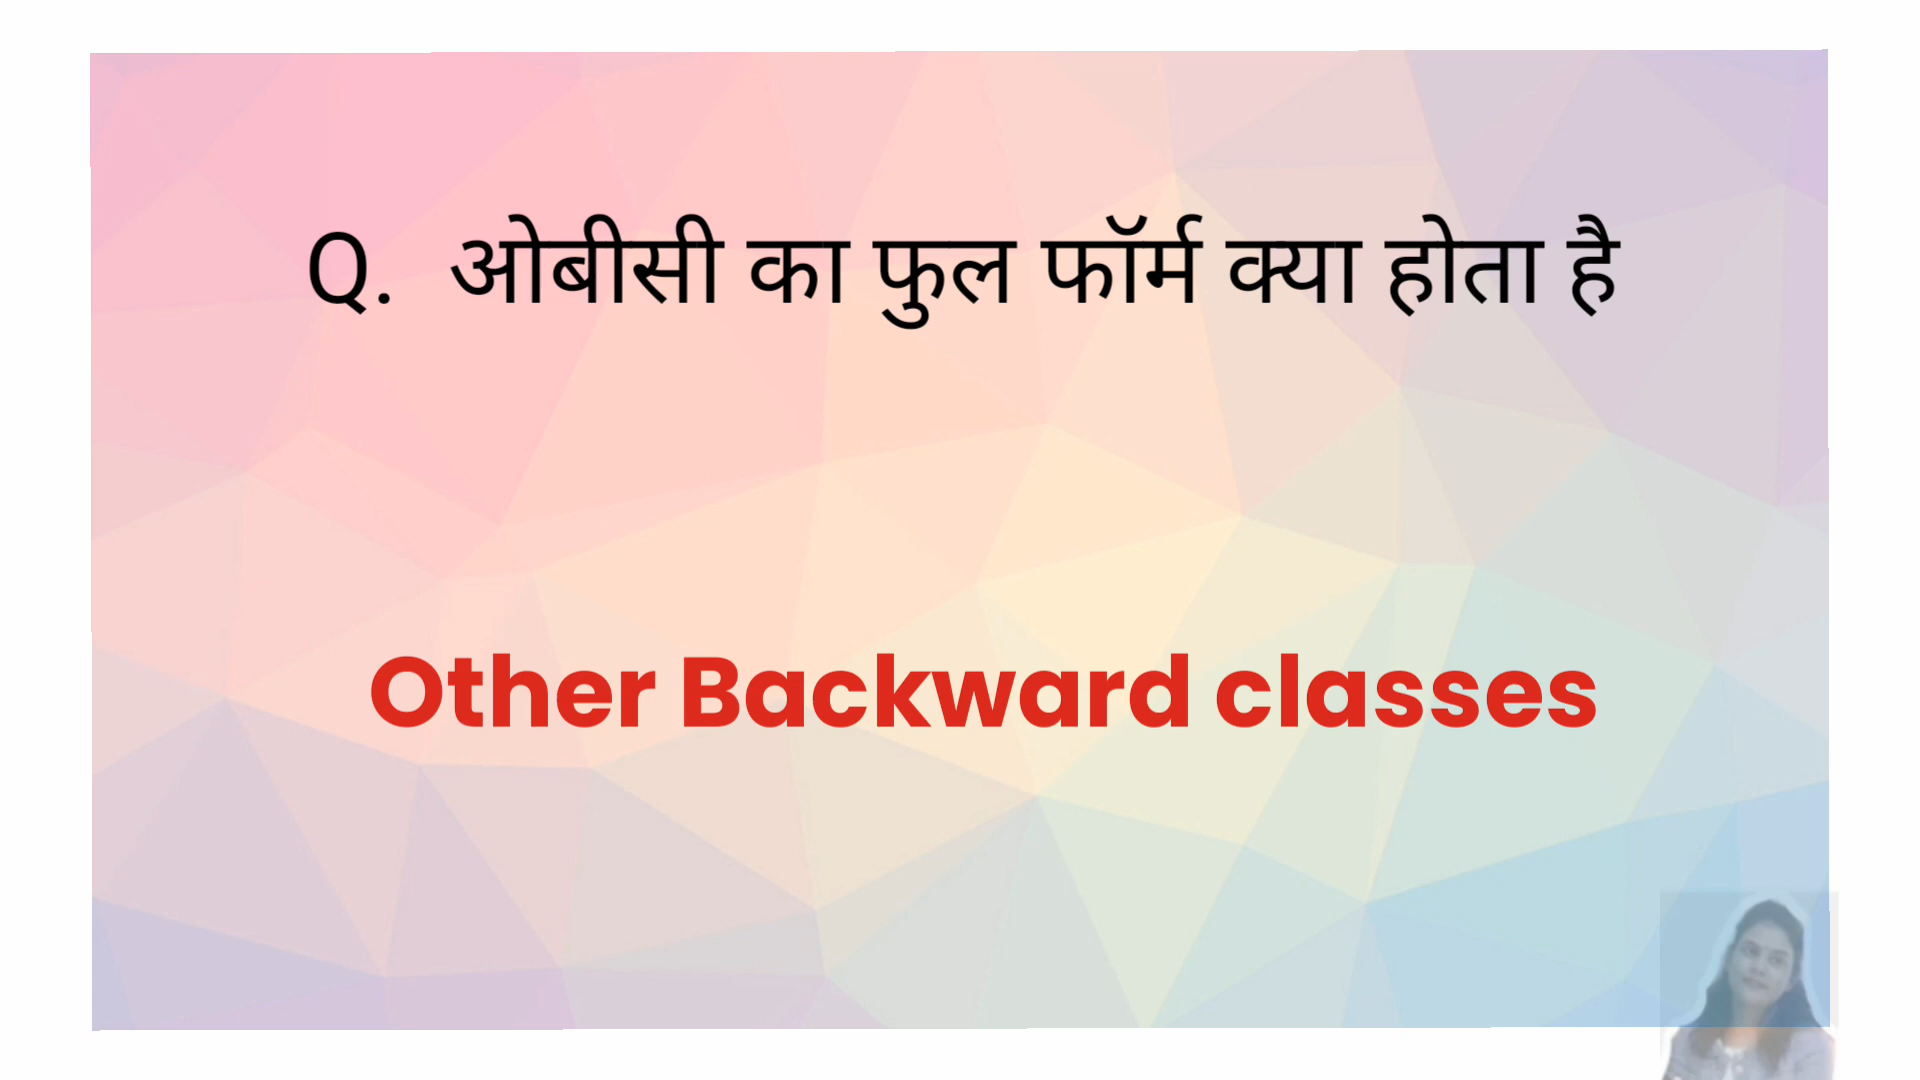 Q. ओबीसी का फुल फॉर्म क्या होता है
Other Backward classes